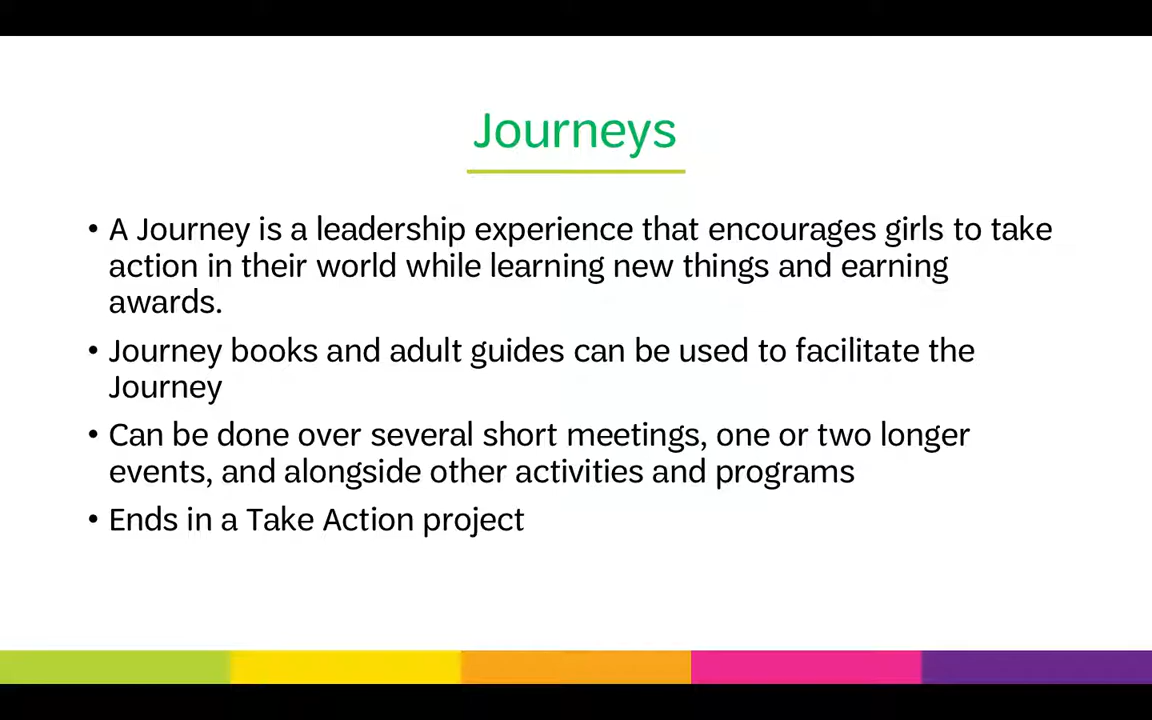 Journeys
• A Journey is a leadership experience that encourages girls to take
action in their world while learning new things and earning
awards.
• Journey books and adult guides can be used to facilitate the
Journey
• Can be done over several short meetings, one or two longer
events, and alongside other activities and programs
• Ends in a Take Action project